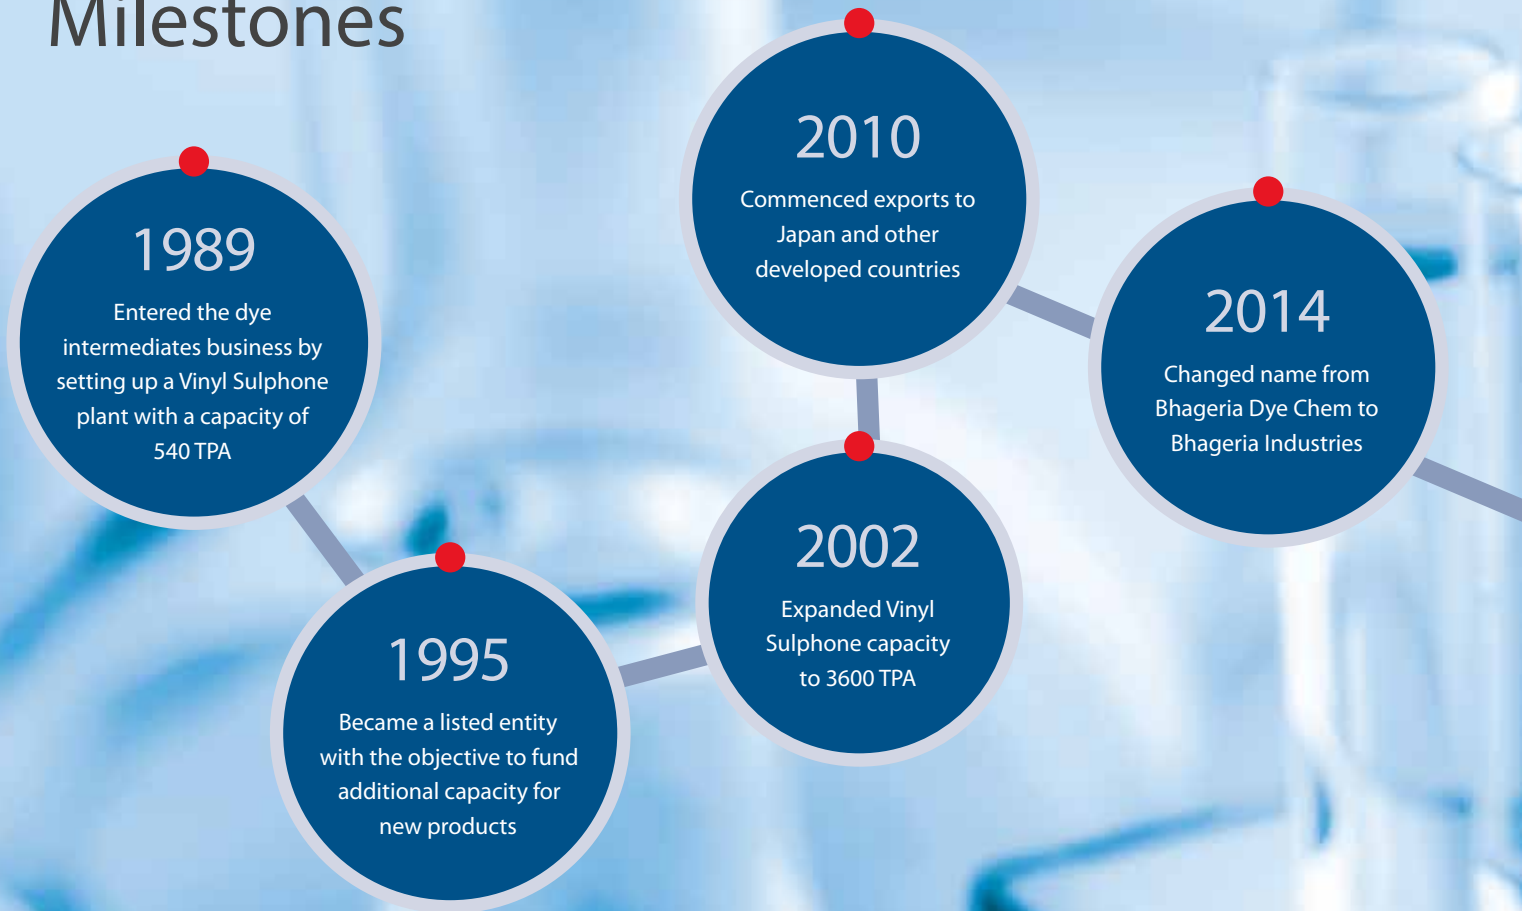 Milestones
1989
Entered the dye
intermediates business by
setting up a Vinyl Sulphone
plant with a capacity of
540 TPA
1995
Became a listed entity
with the objective to fund
additional capacity for
new products
2002
Expanded Vinyl
Sulphone capacity
to 3600 TPA
2010
Commenced exports to
Japan and other
developed countries
2014
Changed name from
Bhageria Dye Chem to
Bhageria Industries